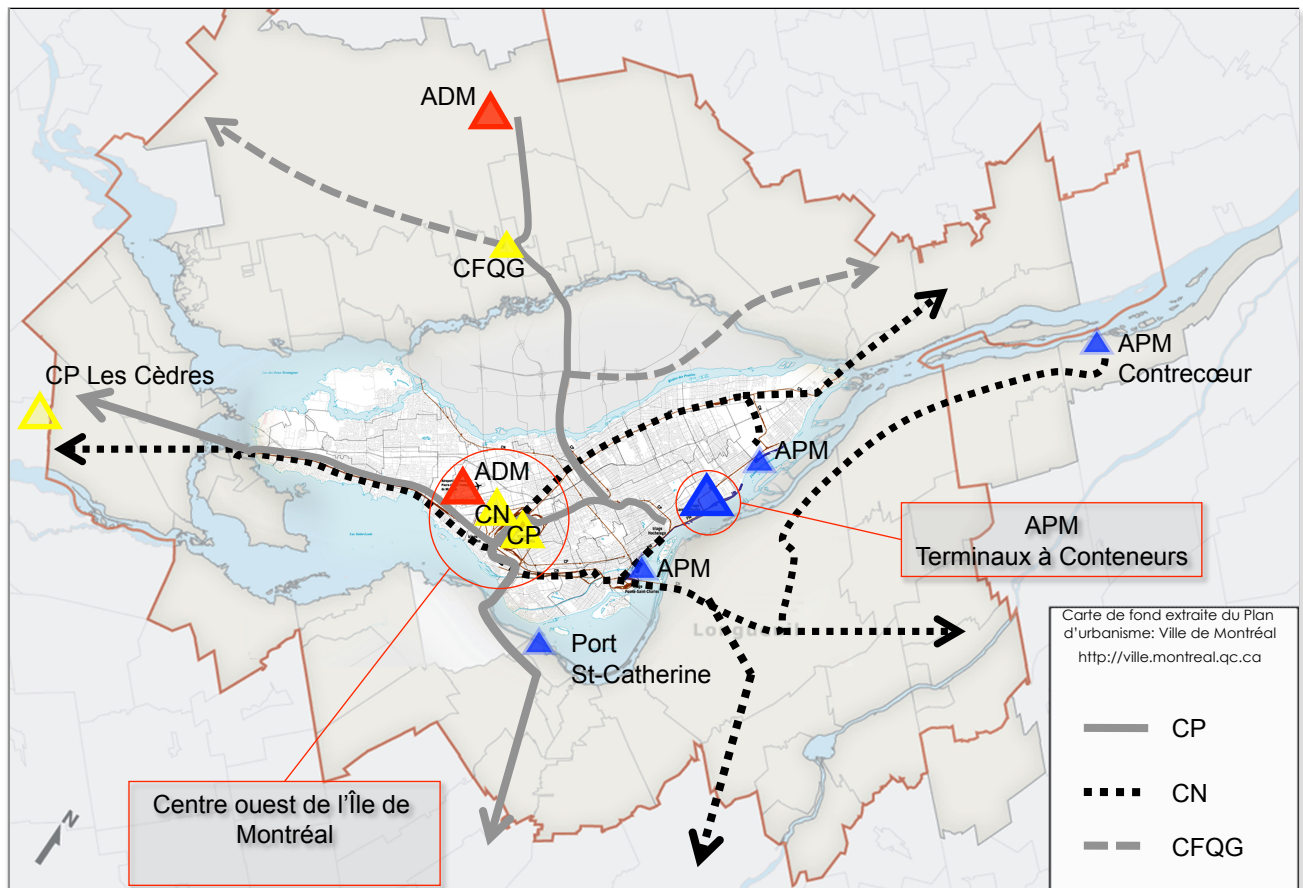 ADM
CFQG
CP Les Cèdres
APM
Contrecœur
ADM
CN
CP
APM
APM
APM
Terminaux à Conteneurs
Port
St-Catherine
Longueuil
Centre ouest de l'Île de
Montréal
N
Carte de fond extraite du Plan
d'urbanisme: Ville de Montréal
http://ville.montreal.qc.ca
CP
CN
CFQG